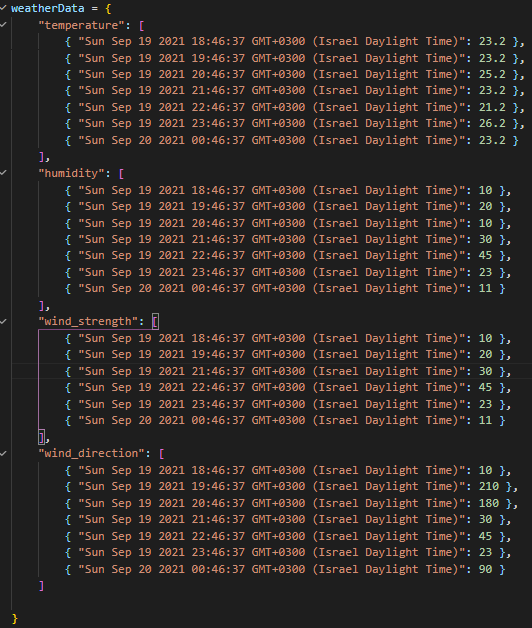 weatherData = {
"temperature": [
{ "Sun Sep 19 2021 18:46:37 GMT+0300 (Israel Daylight Time)": 23.2 },
{ "Sun Sep 19 2021 19:46:37 GMT+0300 (Israel Daylight Time)": 23.2 },
{ "Sun Sep 19 2021 20:46:37 GMT+0300 (Israel Daylight Time)": 25.2 },
{ "Sun Sep 19 2021 21:46:37 GMT+0300 (Israel Daylight Time)": 23.2 },
{ "Sun Sep 19 2021 22:46:37 GMT+0300 (Israel Daylight Time)": 21.2 },
{ "Sun Sep 19 2021 23:46:37 GMT+0300 (Israel Daylight Time)": 26.2 },
{ "Sun Sep 20 2021 00:46:37 GMT+0300 (Israel Daylight Time)": 23.2 }
],
"humidity": [
{ "Sun Sep 19 2021 18:46:37 GMT+0300 (Israel Daylight Time)": 10 },
{ "Sun Sep 19 2021 19:46:37 GMT+0300 (Israel Daylight Time)": 20 },
{ "Sun Sep 19 2021 20:46:37 GMT+0300 (Israel Daylight Time)": 10 },
{ "Sun Sep 19 2021 21:46:37 GMT+0300 (Israel Daylight Time)": 30 },
{ "Sun Sep 19 2021 22:46:37 GMT+0300 (Israel Daylight Time)": 45 },
{ "Sun Sep 19 2021 23:46:37 GMT+0300 (Israel Daylight Time)": 23 },
{ "Sun Sep 20 2021 00:46:37 GMT+0300 (Israel Daylight Time)": 11 }
],
"wind_strength": [
{ "Sun Sep 19 2021 18:46:37 GMT+0300 (Israel Daylight Time)": 10 },
{ "Sun Sep 19 2021 19:46:37 GMT+0300 (Israel Daylight Time)": 20 },
{ "Sun Sep 19 2021 21:46:37 GMT+0300 (Israel Daylight Time)": 30 },
{ "Sun Sep 19 2021 22:46:37 GMT+0300 (Israel Daylight Time)": 45 },
{ "Sun Sep 19 2021 23:46:37 GMT+0300 (Israel Daylight Time)": 23 },
{ "Sun Sep 20 2021 00:46:37 GMT+0300 (Israel Daylight Time)": 11 }
],
"wind_direction": [
{ "Sun Sep 19 2021 18:46:37 GMT+0300 (Israel Daylight Time)": 10 },
{ "Sun Sep 19 2021 19:46:37 GMT+0300 (Israel Daylight Time)": 210 },
{ "Sun Sep 19 2021 20:46:37 GMT+0300 (Israel Daylight Time)": 180 },
{ "Sun Sep 19 2021 21:46:37 GMT+0300 (Israel Daylight Time)": 30 },
{ "Sun Sep 19 2021 22:46:37 GMT+0300 (Israel Daylight Time)": 45 },
{ "Sun Sep 19 2021 23:46:37 GMT+0300 (Israel Daylight Time)": 23 },
{ "Sun Sep 20 2021 00:46:37 GMT+0300 (Israel Daylight Time)": 90 }
]
}